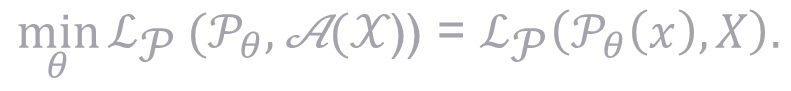 min_θ ℒ_𝒫 (𝒫_θ, 𝒜(𝒳)) = ℒ_𝒫(𝒫_θ(x), X).